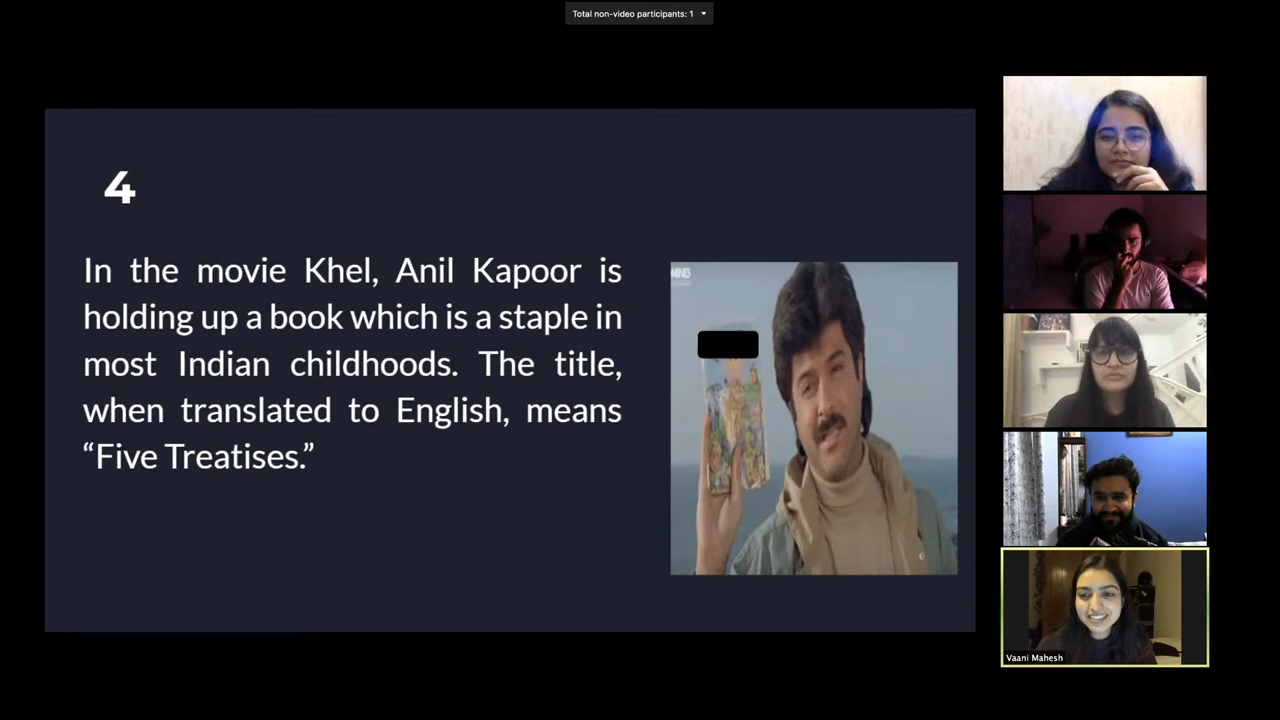 Total non-video participants: 1
4
In the movie Khel, Anil Kapoor is
holding up a book which is a staple in
most Indian childhoods. The title,
when translated to English, means
“Five Treatises.”
Vaani Mahesh